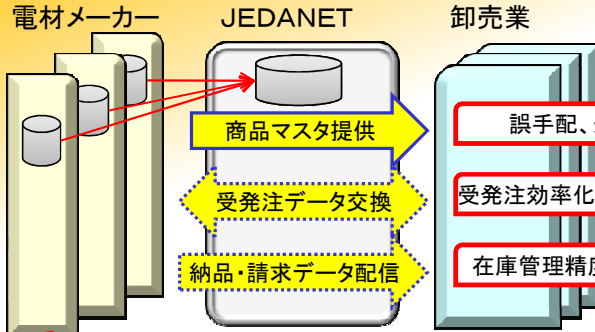 電材メーカー
JEDANET
卸売業
商品マスタ提供
受発注データ交換
納品・請求データ配信
誤手配、
受発注効率化
在庫管理精度